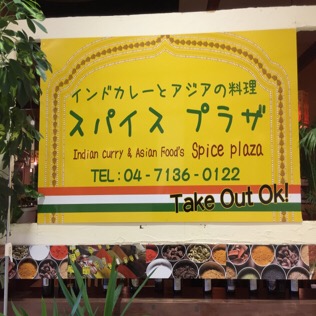 インドカレーとアジアの料理
スパイス プラザ
Indian curry & Asian Food's Spice plaza
TEL: 04-7136-0122
Take Out Ok!